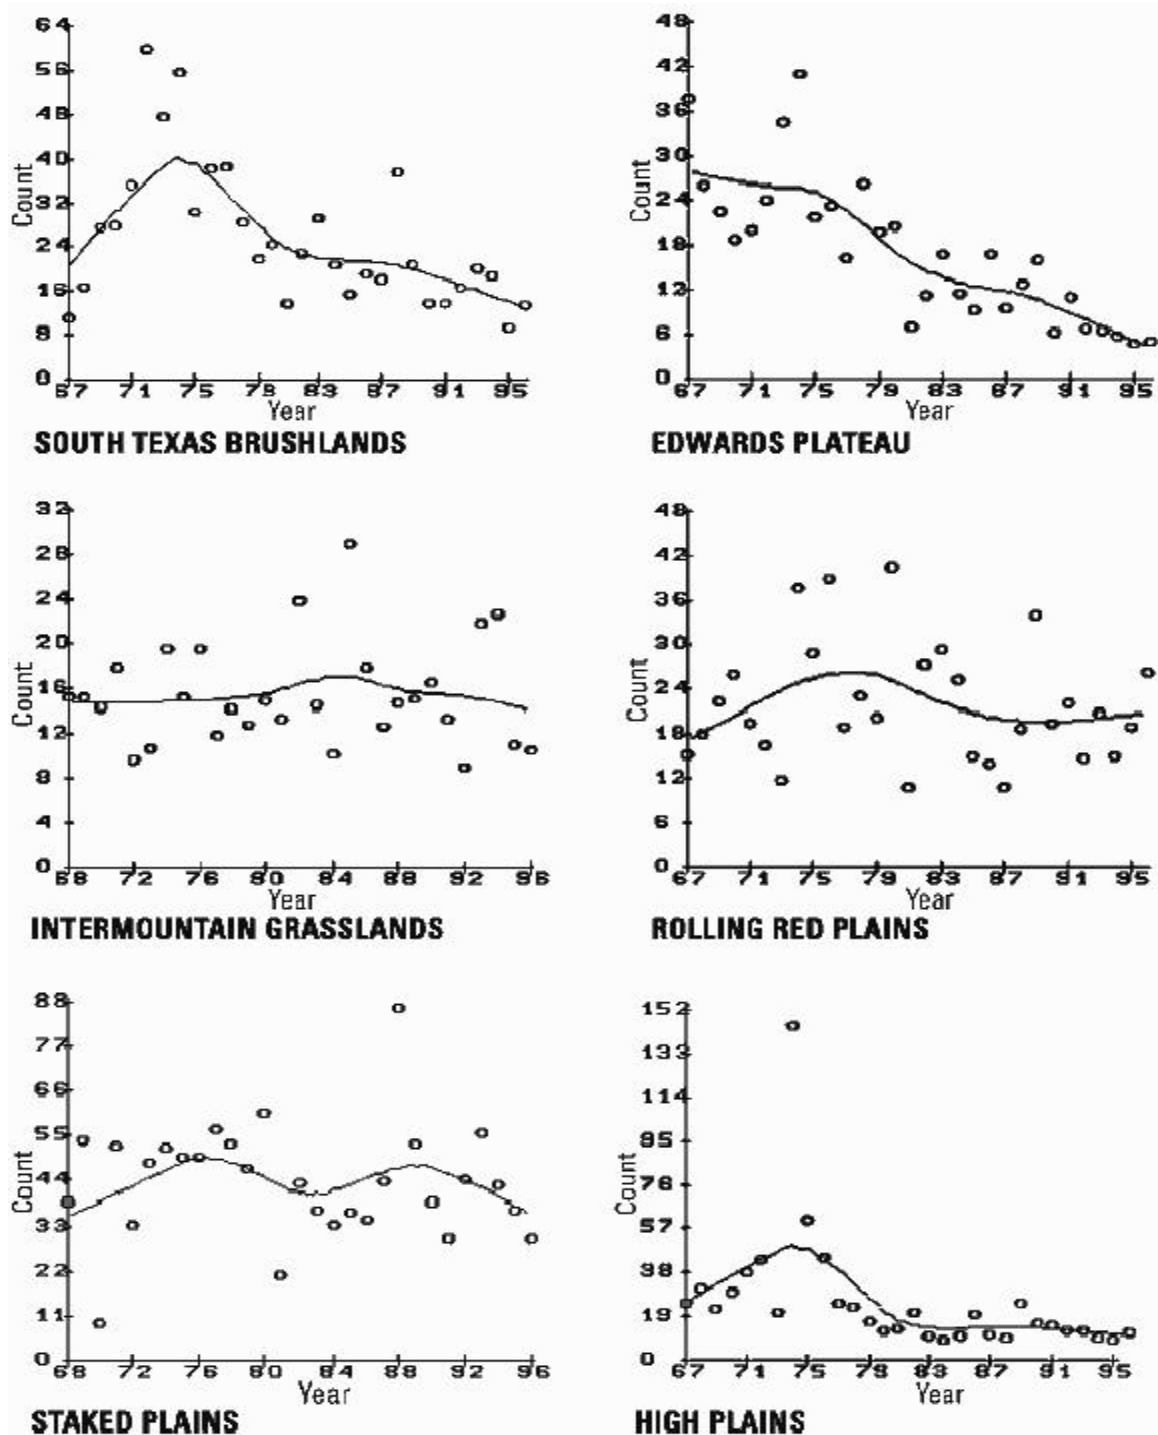 64
56
48
40
32
24
16
8
0
Count
67 71 75 79 83 87 91 95
Year
SOUTH TEXAS BRUSHLANDS
48
42
36
30
24
18
12
6
0
Count
67 71 75 79 83 87 91 95
Year
EDWARDS PLATEAU
32
28
24
20
16
12
8
4
0
Count
68 72 76 80 84 88 92 96
Year
INTERMOUNTAIN GRASSLANDS
48
42
36
30
24
18
12
6
0
Count
67 71 75 79 83 87 91 95
Year
ROLLING RED PLAINS
88
77
66
55
44
33
22
11
0
Count
68 72 76 80 84 88 92 96
Year
STAKED PLAINS
152
133
114
95
76
57
38
19
0
Count
67 71 75 79 83 87 91 95
Year
HIGH PLAINS